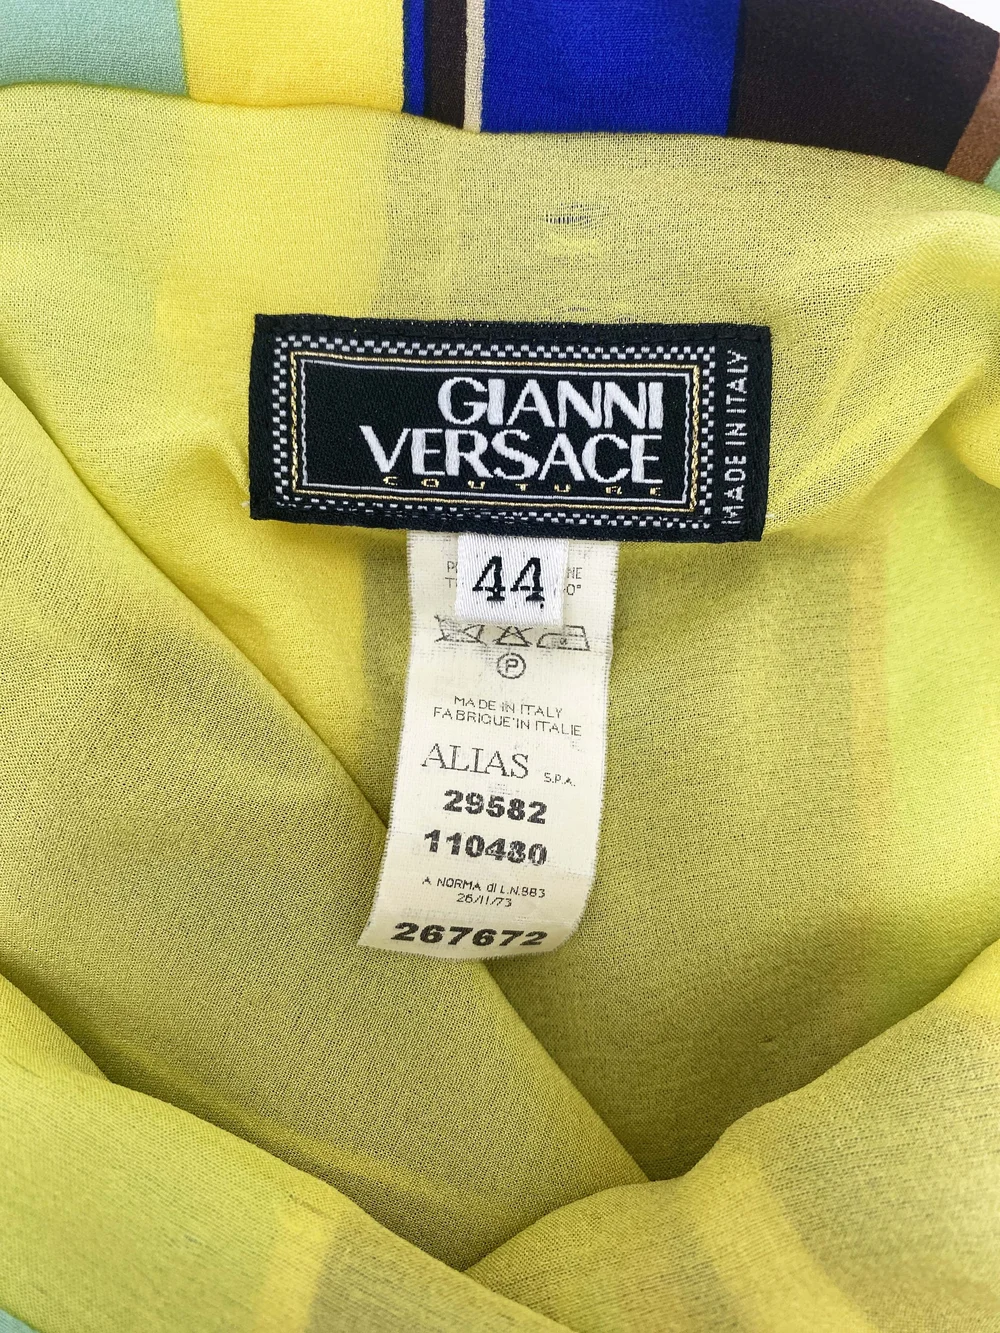 GIANNI
VERSACE
COUTURE
MADE IN ITALY
44
P
MADE IN ITALY
FABRIQUE'IN ITALIE
ALIAS S.P.A.
29582
110480
A NORMA di L.N.883
26/11/73
267672